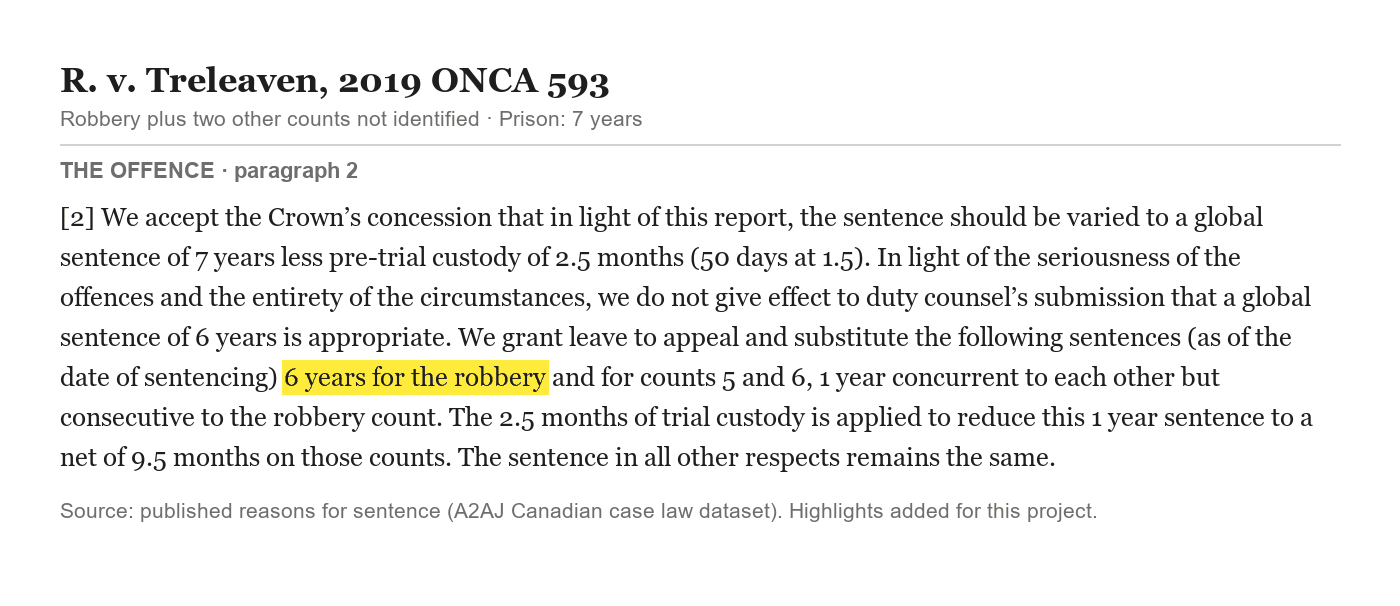 R. v. Treleaven, 2019 ONCA 593
Robbery plus two other counts not identified · Prison: 7 years
THE OFFENCE · paragraph 2
[2] We accept the Crown’s concession that in light of this report, the sentence should be varied to a global
sentence of 7 years less pre-trial custody of 2.5 months (50 days at 1.5). In light of the seriousness of the
offences and the entirety of the circumstances, we do not give effect to duty counsel’s submission that a global
sentence of 6 years is appropriate. We grant leave to appeal and substitute the following sentences (as of the
date of sentencing) 6 years for the robbery and for counts 5 and 6, 1 year concurrent to each other but
consecutive to the robbery count. The 2.5 months of trial custody is applied to reduce this 1 year sentence to a
net of 9.5 months on those counts. The sentence in all other respects remains the same.
Source: published reasons for sentence (A2AJ Canadian case law dataset). Highlights added for this project.